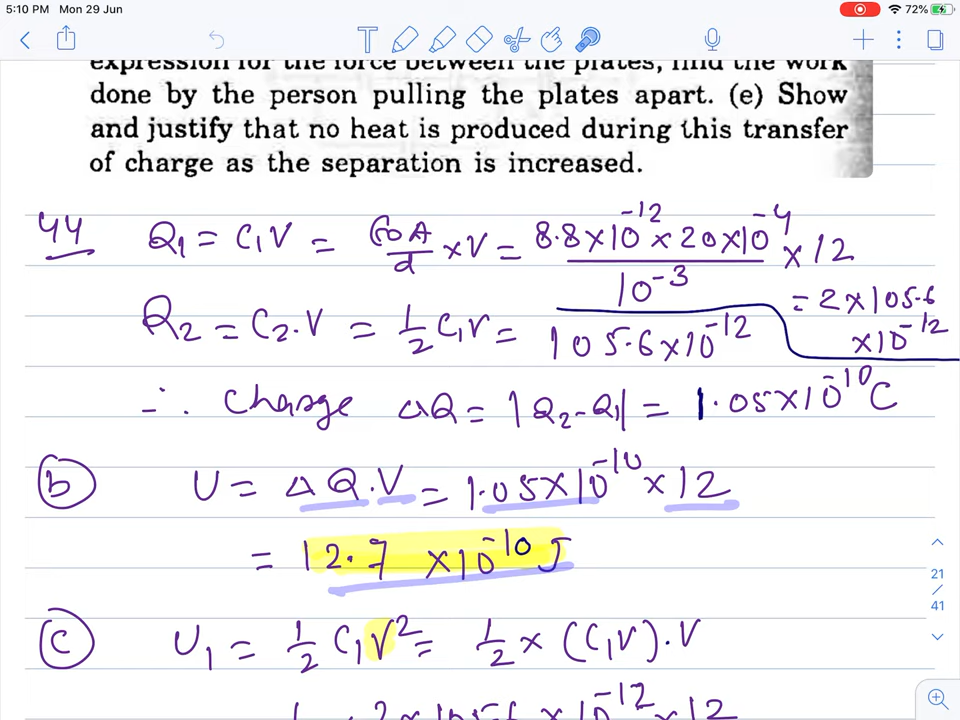 5:10 PM Mon 29 Jun 72%
expression for the force between the plates, find the work
done by the person pulling the plates apart. (e) Show
and justify that no heat is produced during this transfer
of charge as the separation is increased.
44 Q₁ = C₁V = ε₀A/d × V = 8.8×10⁻¹² × 20×10⁻⁴ / 10⁻³ × 12
= 2×105.6 ×10⁻¹²
Q₂ = C₂.V = 1/2 C₁V = 105.6×10⁻¹²
∴ Charge ΔQ = |Q₂-Q₁| = 1.05×10⁻¹⁰C
(b) U = ΔQ.V = 1.05×10⁻¹⁰ × 12
= 12.7 ×10⁻¹⁰ J
(c) U₁ = 1/2 C₁V² = 1/2 × (C₁V).V
21
/
41